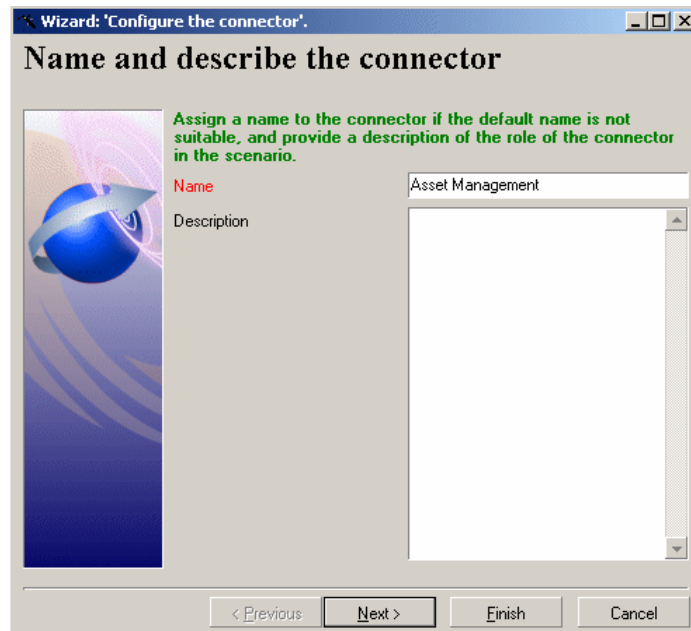 Wizard: 'Configure the connector'.
Name and describe the connector
Assign a name to the connector if the default name is not
suitable, and provide a description of the role of the connector
in the scenario.
Name Asset Management
Description
< Previous Next > Finish Cancel